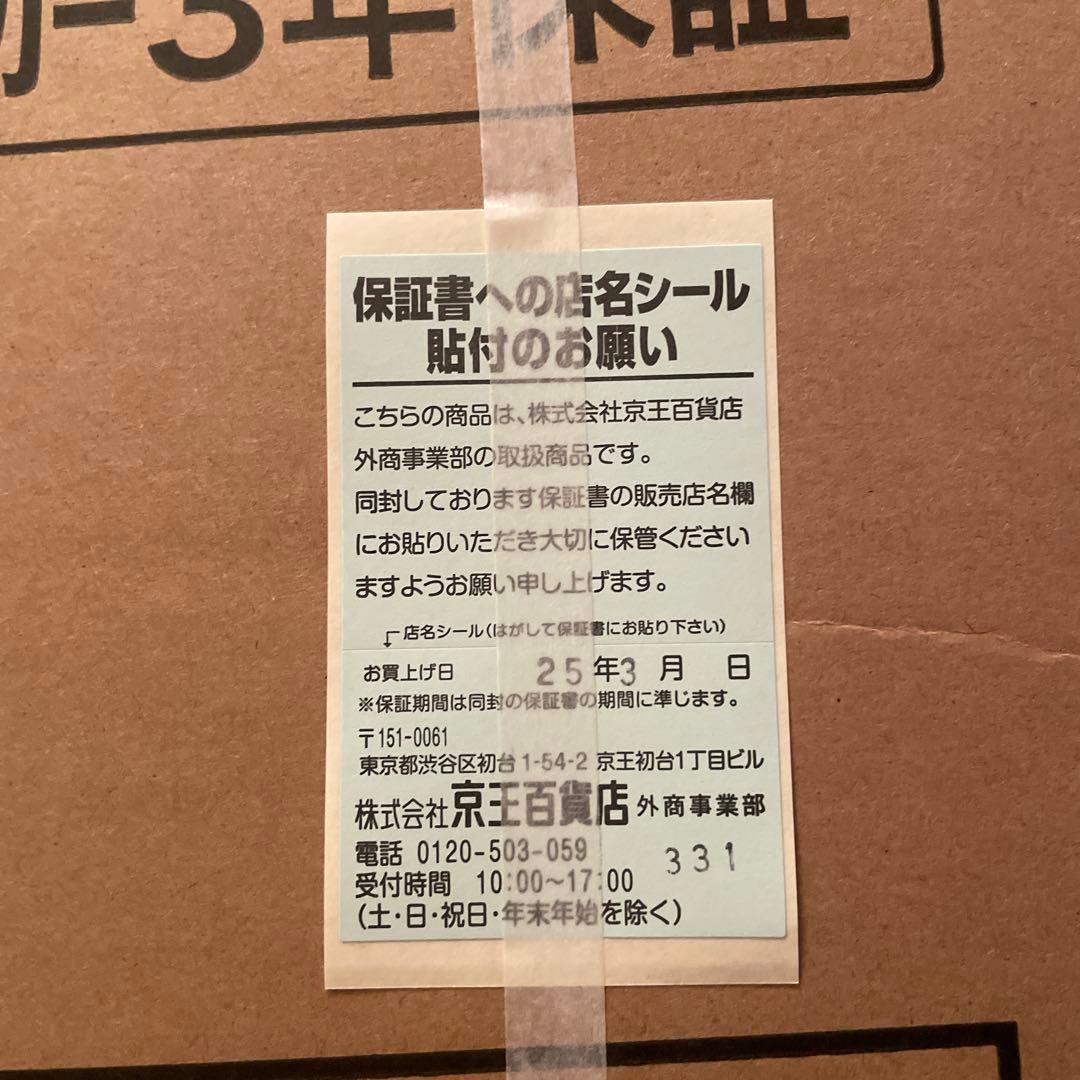 3年保証
保証書への店名シール
貼付のお願い
こちらの商品は、株式会社京王百貨店
外商事業部の取扱商品です。
同封しております保証書の販売店名欄
にお貼りいただき大切に保管ください
ますようお願い申し上げます。
店名シール(はがして保証書にお貼り下さい)
お買上げ日 25年3月 日
※保証期間は同封の保証書の期間に準じます。
〒151-0061
東京都渋谷区初台1-54-2 京王初台1丁目ビル
株式会社京王百貨店 外商事業部
電話 0120-503-059 331
受付時間 10:00~17:00
(土・日・祝日・年末年始を除く)